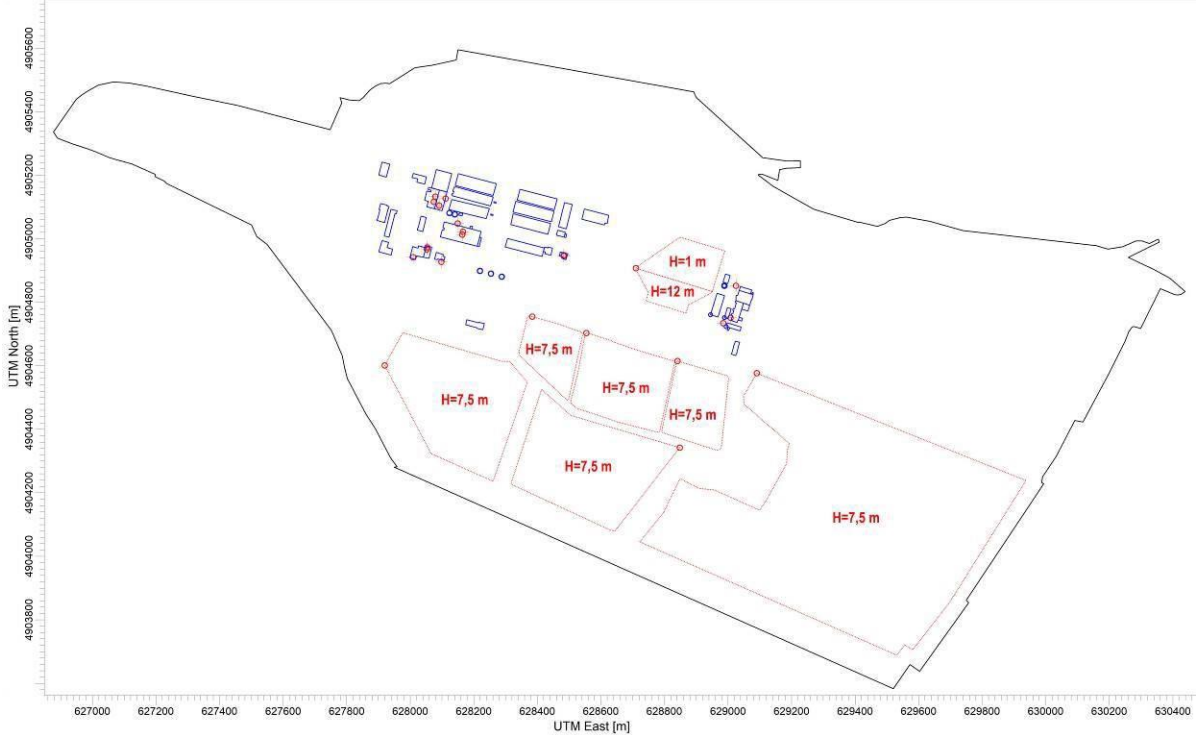 4905600
4905400
4905200
4905000
4904800
4904600
4904400
4904200
4904000
4903800
UTM North [m]
H=1 m
H=12 m
H=7,5 m
H=7,5 m
H=7,5 m
H=7,5 m
H=7,5 m
H=7,5 m
627000 627200 627400 627600 627800 628000 628200 628400 628600 628800 629000 629200 629400 629600 629800 630000 630200 630400
UTM East [m]